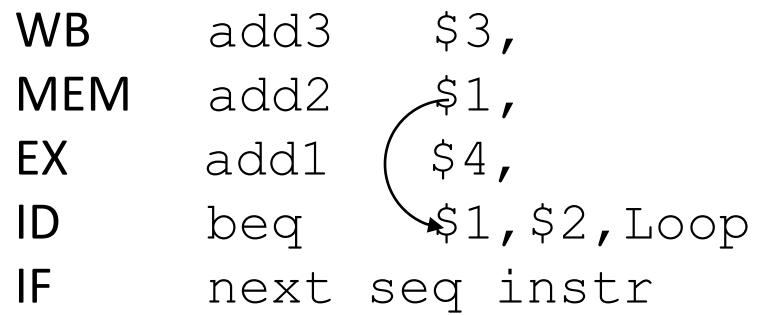 WB add3 $3,
MEM add2 $1,
EX add1 $4,
ID beq $1,$2,Loop
IF next seq instr